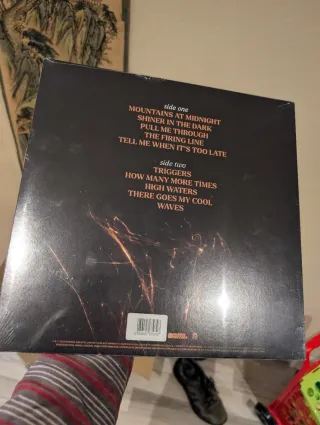 side one
MOUNTAINS AT MIDNIGHT
SHINER IN THE DARK
PULL ME THROUGH
THE FIRING LINE
TELL ME WHEN IT'S TOO LATE
side two
TRIGGERS
HOW MANY MORE TIMES
HIGH WATERS
THERE GOES MY COOL
WAVES